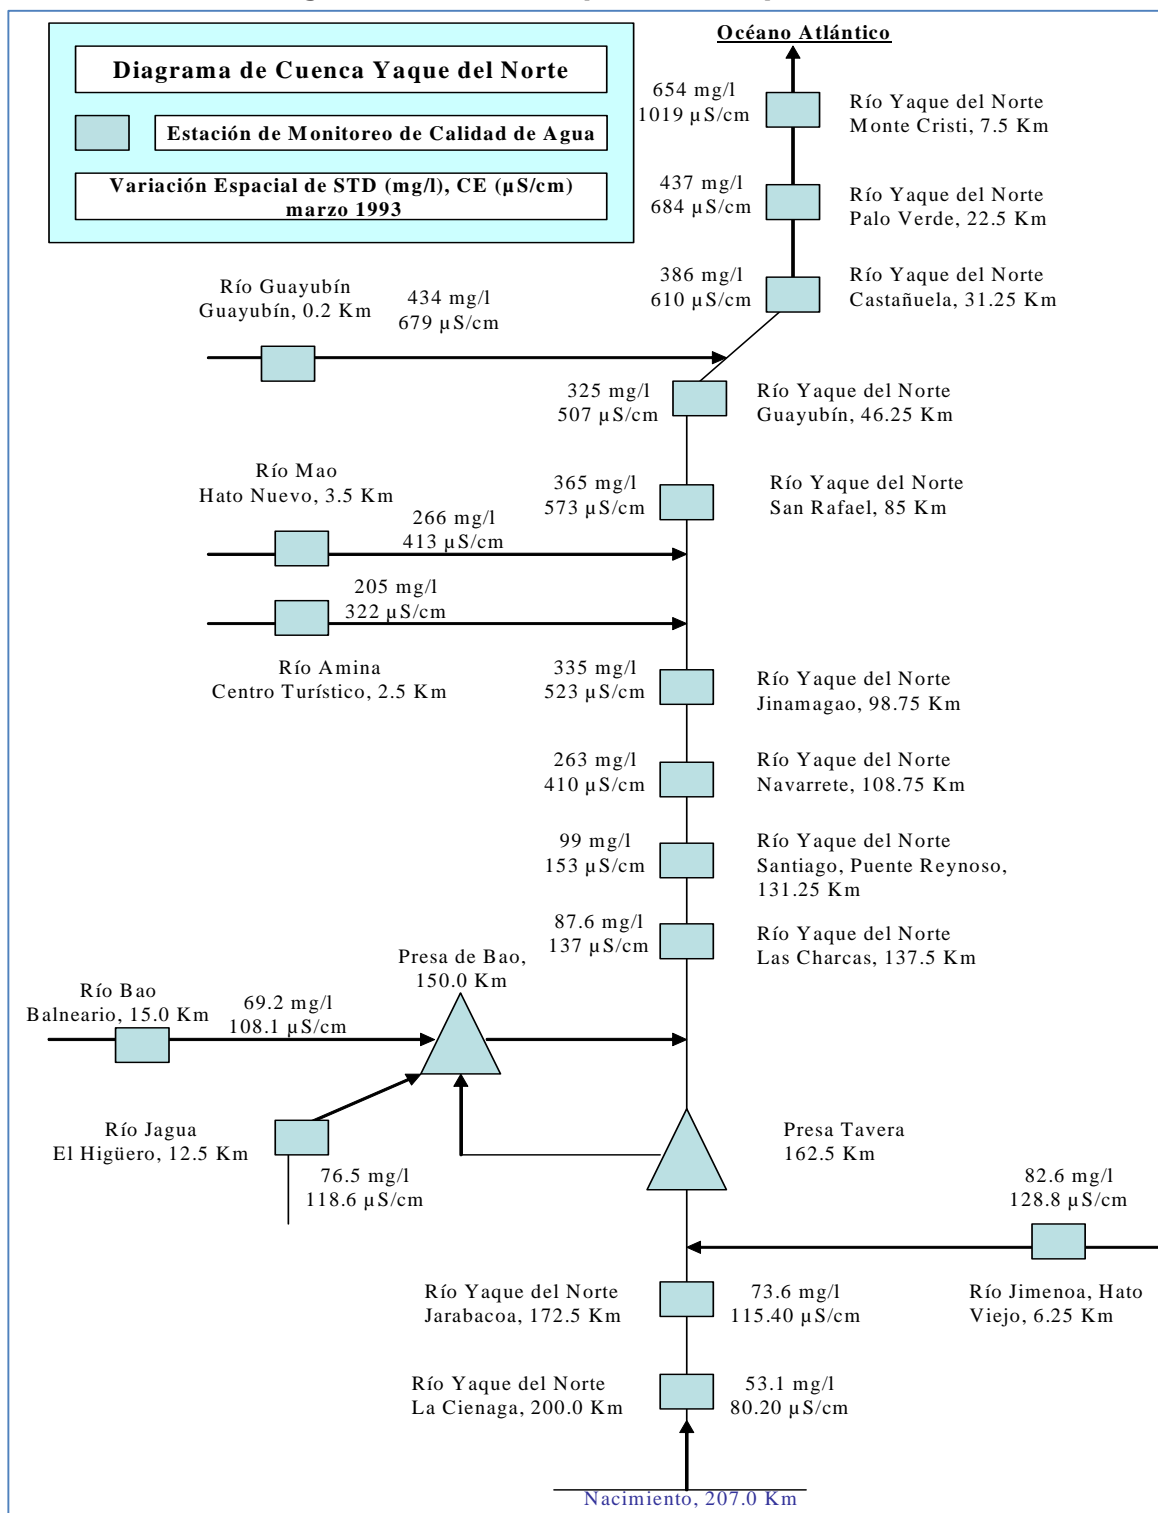 Diagrama de Cuenca Yaque del Norte
Estación de Monitoreo de Calidad de Agua
Variación Espacial de STD (mg/l), CE (µS/cm)
marzo 1993
Océano Atlántico
654 mg/l
1019 µS/cm
Río Yaque del Norte
Monte Cristi, 7.5 Km
437 mg/l
684 µS/cm
Río Yaque del Norte
Palo Verde, 22.5 Km
386 mg/l
610 µS/cm
Río Yaque del Norte
Castañuela, 31.25 Km
Río Guayubín
Guayubín, 0.2 Km
434 mg/l
679 µS/cm
325 mg/l
507 µS/cm
Río Yaque del Norte
Guayubín, 46.25 Km
Río Mao
Hato Nuevo, 3.5 Km
365 mg/l
573 µS/cm
Río Yaque del Norte
San Rafael, 85 Km
266 mg/l
413 µS/cm
205 mg/l
322 µS/cm
Río Amina
Centro Turístico, 2.5 Km
335 mg/l
523 µS/cm
Río Yaque del Norte
Jinamagao, 98.75 Km
263 mg/l
410 µS/cm
Río Yaque del Norte
Navarrete, 108.75 Km
99 mg/l
153 µS/cm
Río Yaque del Norte
Santiago, Puente Reynoso,
131.25 Km
87.6 mg/l
137 µS/cm
Río Yaque del Norte
Las Charcas, 137.5 Km
Presa de Bao,
150.0 Km
Río Bao
Balneario, 15.0 Km
69.2 mg/l
108.1 µS/cm
Río Jagua
El Higüero, 12.5 Km
76.5 mg/l
118.6 µS/cm
Presa Tavera
162.5 Km
82.6 mg/l
128.8 µS/cm
Río Jimenoa, Hato
Viejo, 6.25 Km
Río Yaque del Norte
Jarabacoa, 172.5 Km
73.6 mg/l
115.40 µS/cm
Río Yaque del Norte
La Cienaga, 200.0 Km
53.1 mg/l
80.20 µS/cm
Nacimiento, 207.0 Km